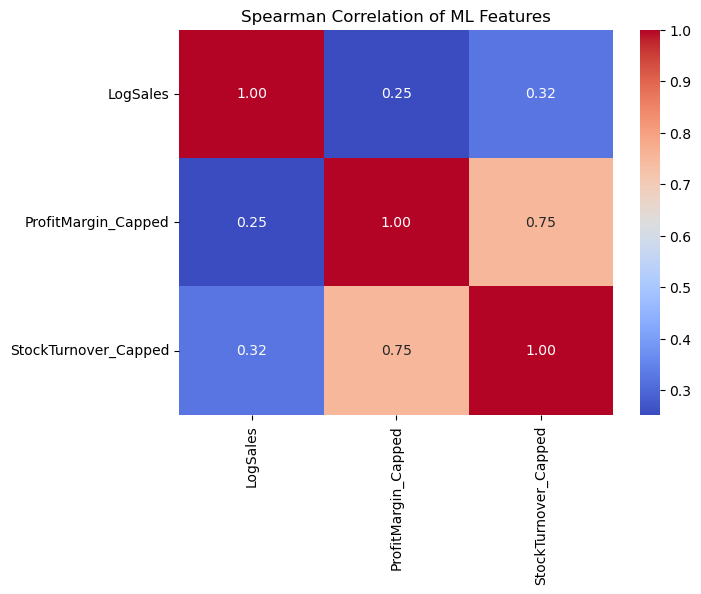 Spearman Correlation of ML Features
LogSales
1.00 0.25 0.32
ProfitMargin_Capped
0.25 1.00 0.75
StockTurnover_Capped
0.32 0.75 1.00
LogSales
ProfitMargin_Capped
StockTurnover_Capped
1.0
0.9
0.8
0.7
0.6
0.5
0.4
0.3